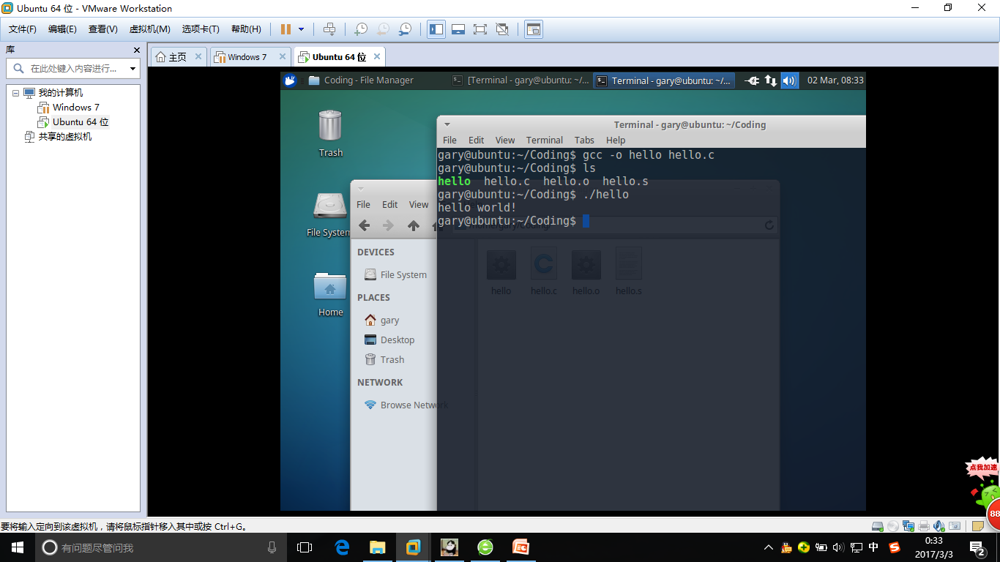 Ubuntu 64 位 - VMware Workstation
文件(F) 编辑(E) 查看(V) 虚拟机(M) 选项卡(T) 帮助(H)
库
在此处键入内容进行...
我的计算机
Windows 7
Ubuntu 64 位
共享的虚拟机
主页 Windows 7 Ubuntu 64 位
Coding - File Manager [Terminal - gary@ubuntu: ~/... Terminal - gary@ubuntu: ~/... 02 Mar, 08:33
Trash
File System
Home
Terminal - gary@ubuntu: ~/Coding
File Edit View Terminal Tabs Help
gary@ubuntu:~/Coding$ gcc -o hello hello.c
gary@ubuntu:~/Coding$ ls
hello hello.c hello.o hello.s
gary@ubuntu:~/Coding$ ./hello
hello world!
gary@ubuntu:~/Coding$
File Edit View
/home/gary/Coding/
DEVICES
File System
PLACES
gary
Desktop
Trash
NETWORK
Browse Network
hello hello.c hello.o hello.s
点我加速
88
要将输入定向到该虚拟机，请将鼠标指针移入其中或按 Ctrl+G。
有问题尽管问我
中
0:33
2017/3/3
2